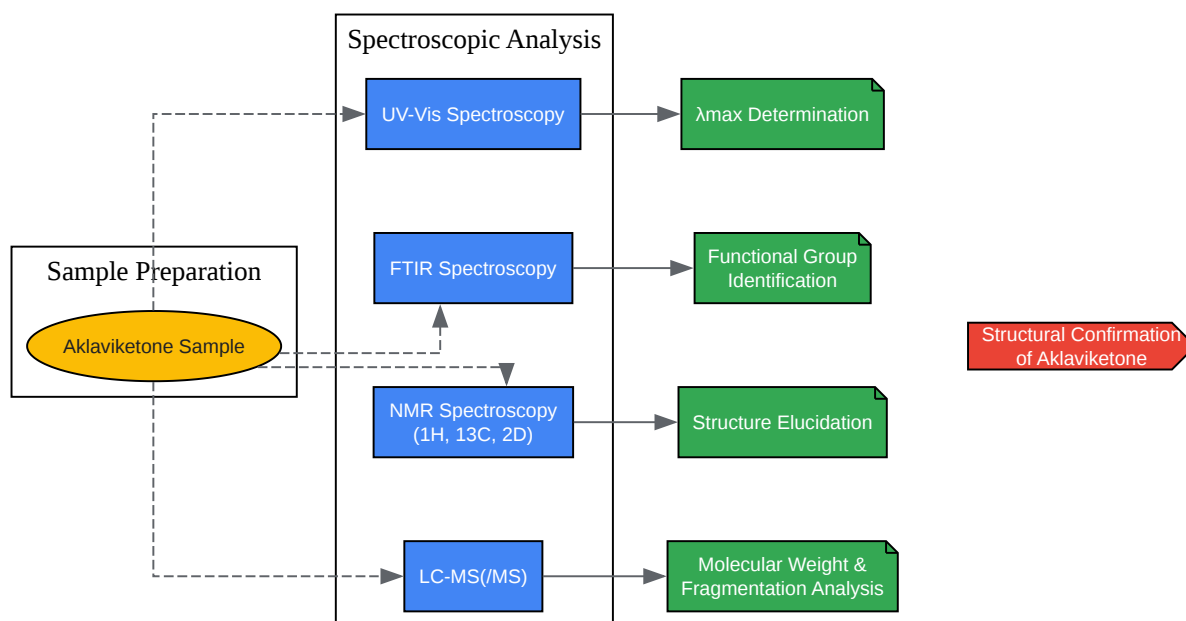 Spectroscopic Analysis
UV-Vis Spectroscopy
λmax Determination
Sample Preparation
Aklaviketone Sample
FTIR Spectroscopy
Functional Group
Identification
Structural Confirmation
of Aklaviketone
NMR Spectroscopy
(1H, 13C, 2D)
Structure Elucidation
LC-MS(/MS)
Molecular Weight &
Fragmentation Analysis